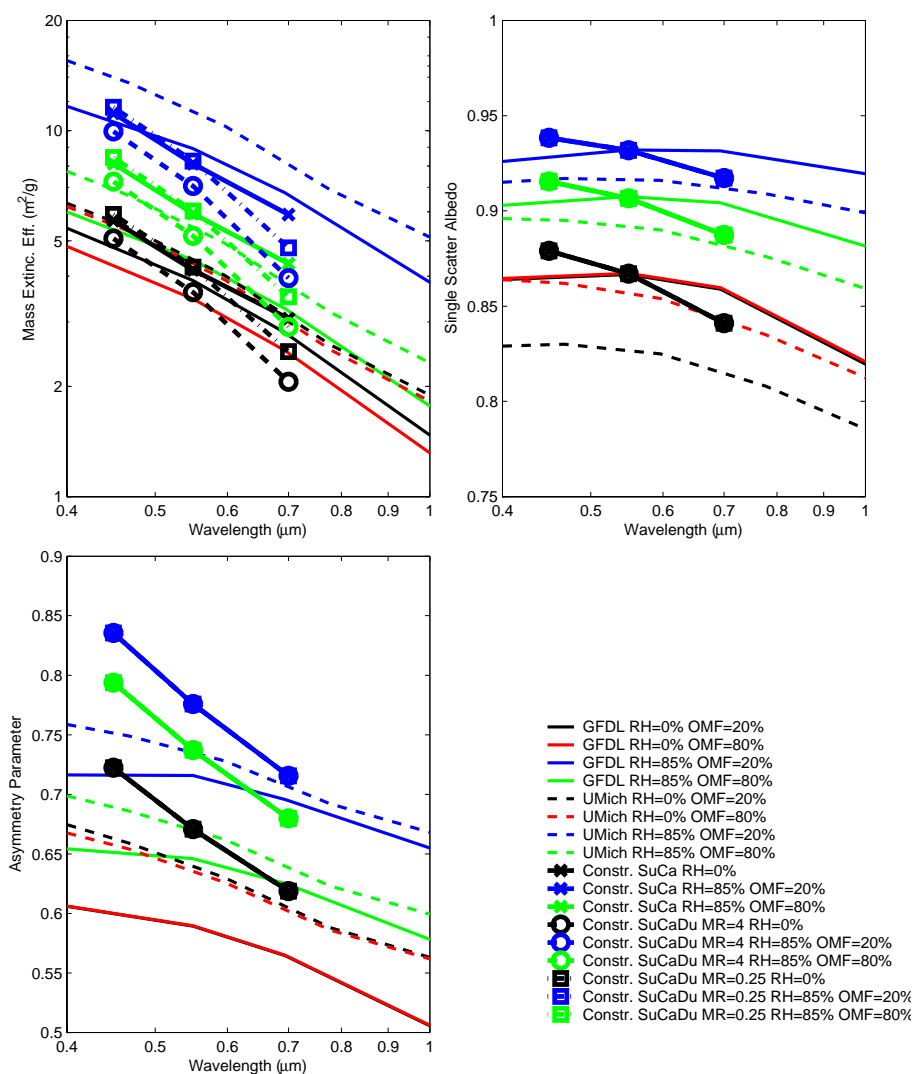 20
10
5
2
1
0.4
0.5
0.6
0.7
0.8
0.9
1
Wavelength (μm)
Mass Extinc. Eff. (m²/g)
0.95
0.9
0.85
0.8
0.75
0.4
0.5
0.6
0.7
0.8
0.9
1
Wavelength (μm)
Single Scatter Albedo
0.9
0.85
0.8
0.75
0.7
0.65
0.6
0.55
0.5
0.4
0.5
0.6
0.7
0.8
0.9
1
Wavelength (μm)
Asymmetry Parameter
GFDL RH=0% OMF=20%
GFDL RH=0% OMF=80%
GFDL RH=85% OMF=20%
GFDL RH=85% OMF=80%
UMich RH=0% OMF=20%
UMich RH=0% OMF=80%
UMich RH=85% OMF=20%
UMich RH=85% OMF=80%
Constr. SuCa RH=0%
Constr. SuCa RH=85% OMF=20%
Constr. SuCa RH=85% OMF=80%
Constr. SuCaDu MR=4 RH=0%
Constr. SuCaDu MR=4 RH=85% OMF=20%
Constr. SuCaDu MR=4 RH=85% OMF=80%
Constr. SuCaDu MR=0.25 RH=0%
Constr. SuCaDu MR=0.25 RH=85% OMF=20%
Constr. SuCaDu MR=0.25 RH=85% OMF=80%